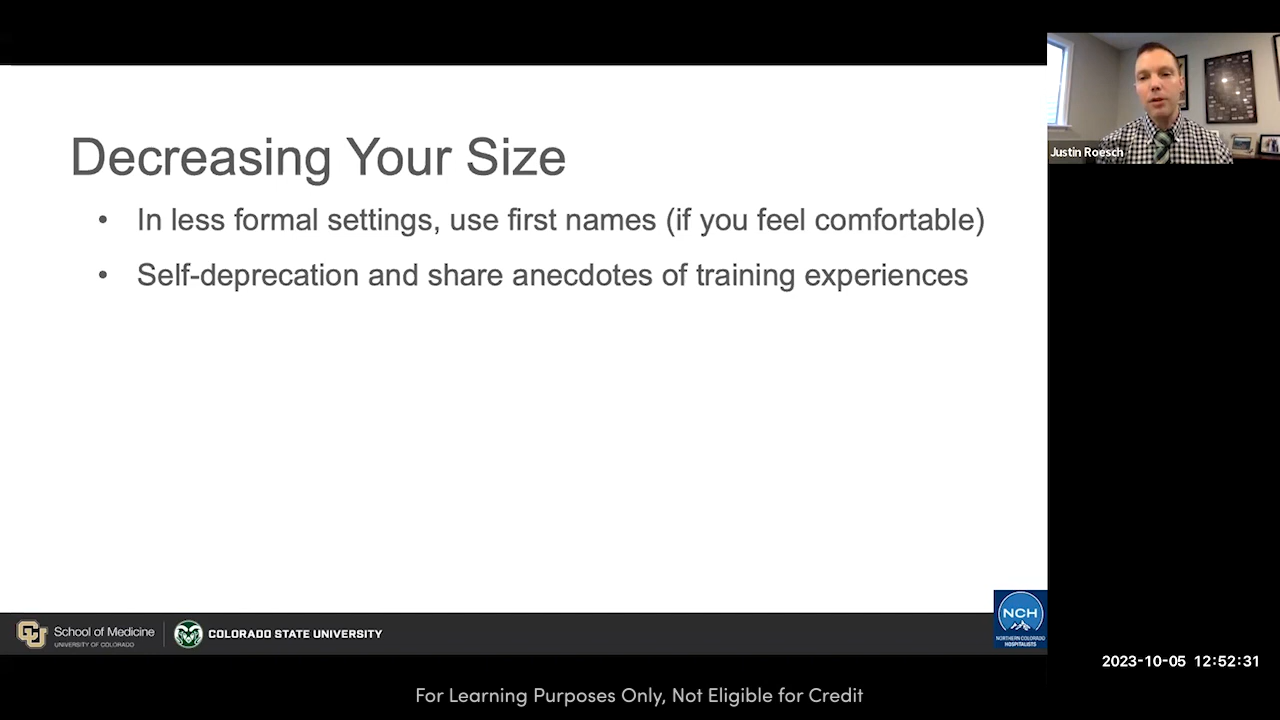 Decreasing Your Size
• In less formal settings, use first names (if you feel comfortable)
• Self-deprecation and share anecdotes of training experiences
Justin Roesch
CU
School of Medicine
UNIVERSITY OF COLORADO
COLORADO STATE UNIVERSITY
NCH
NORTHERN COLORADO
HOSPITALISTS
2023-10-05 12:52:31
For Learning Purposes Only, Not Eligible for Credit